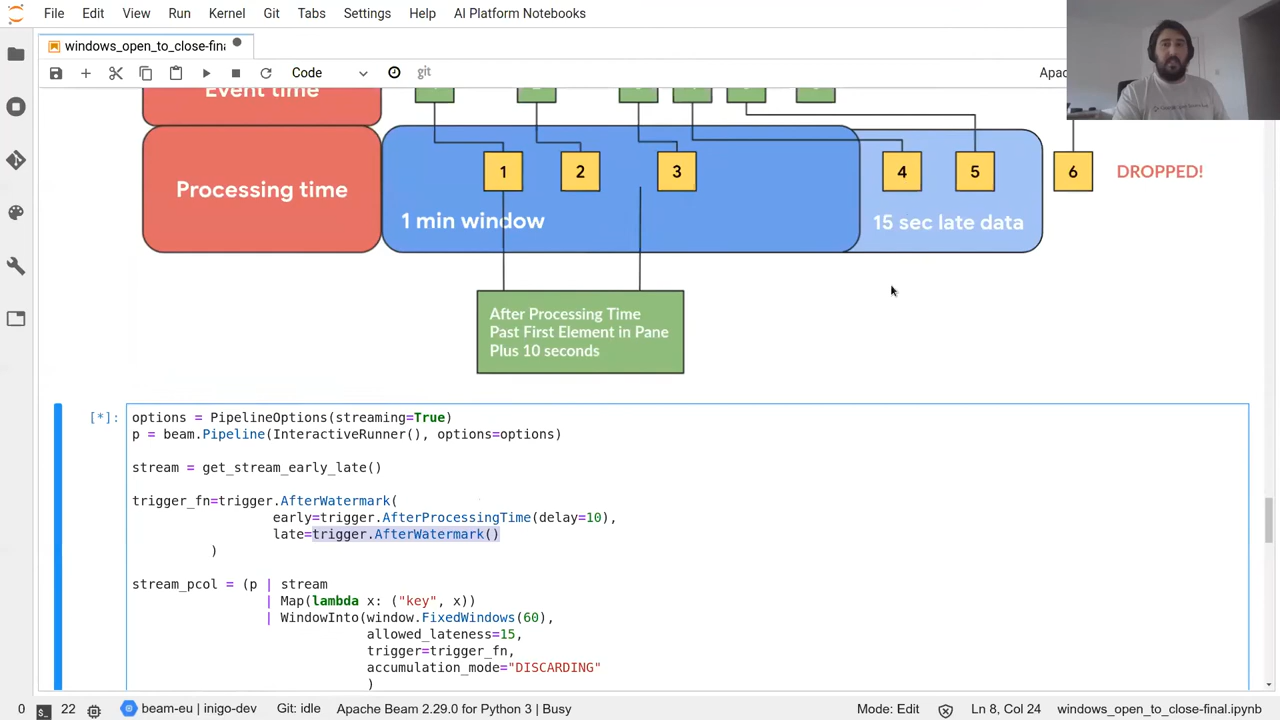 File Edit View Run Kernel Git Tabs Settings Help AI Platform Notebooks
windows_open_to_close-final
Code git Apac
Event time
Processing time
1 2 3 4 5 6 DROPPED!
1 min window
15 sec late data
After Processing Time
Past First Element in Pane
Plus 10 seconds
[*]: options = PipelineOptions(streaming=True)
p = beam.Pipeline(InteractiveRunner(), options=options)
stream = get_stream_early_late()
trigger_fn=trigger.AfterWatermark(
early=trigger.AfterProcessingTime(delay=10),
late=trigger.AfterWatermark()
)
stream_pcol = (p | stream
| Map(lambda x: ("key", x))
| WindowInto(window.FixedWindows(60),
allowed_lateness=15,
trigger=trigger_fn,
accumulation_mode="DISCARDING"
)
0 22 beam-eu | inigo-dev Git: idle Apache Beam 2.29.0 for Python 3 | Busy Mode: Edit Ln 8, Col 24 windows_open_to_close-final.ipynb